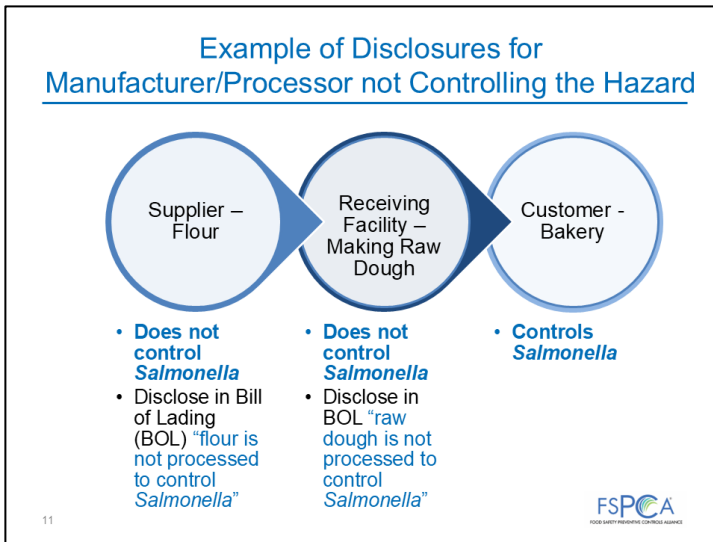 Example of Disclosures for
Manufacturer/Processor not Controlling the Hazard
Supplier –
Flour
Receiving
Facility –
Making Raw
Dough
Customer -
Bakery
• Does not
control
Salmonella
• Disclose in Bill
of Lading
(BOL) “flour is
not processed
to control
Salmonella”
• Does not
control
Salmonella
• Disclose in
BOL “raw
dough is not
processed to
control
Salmonella”
• Controls
Salmonella
11
FSPCA
FOOD SAFETY PREVENTIVE CONTROLS ALLIANCE